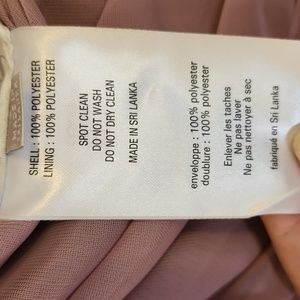 SHELL : 100% POLYESTER
LINING : 100% POLYESTER
SPOT CLEAN
DO NOT WASH
DO NOT DRY CLEAN
MADE IN SRI LANKA
enveloppe : 100% polyester
doublure : 100% polyester
Enlever les taches
Ne pas laver
Ne pas nettoyer à sec
fabriqué en Sri Lanka